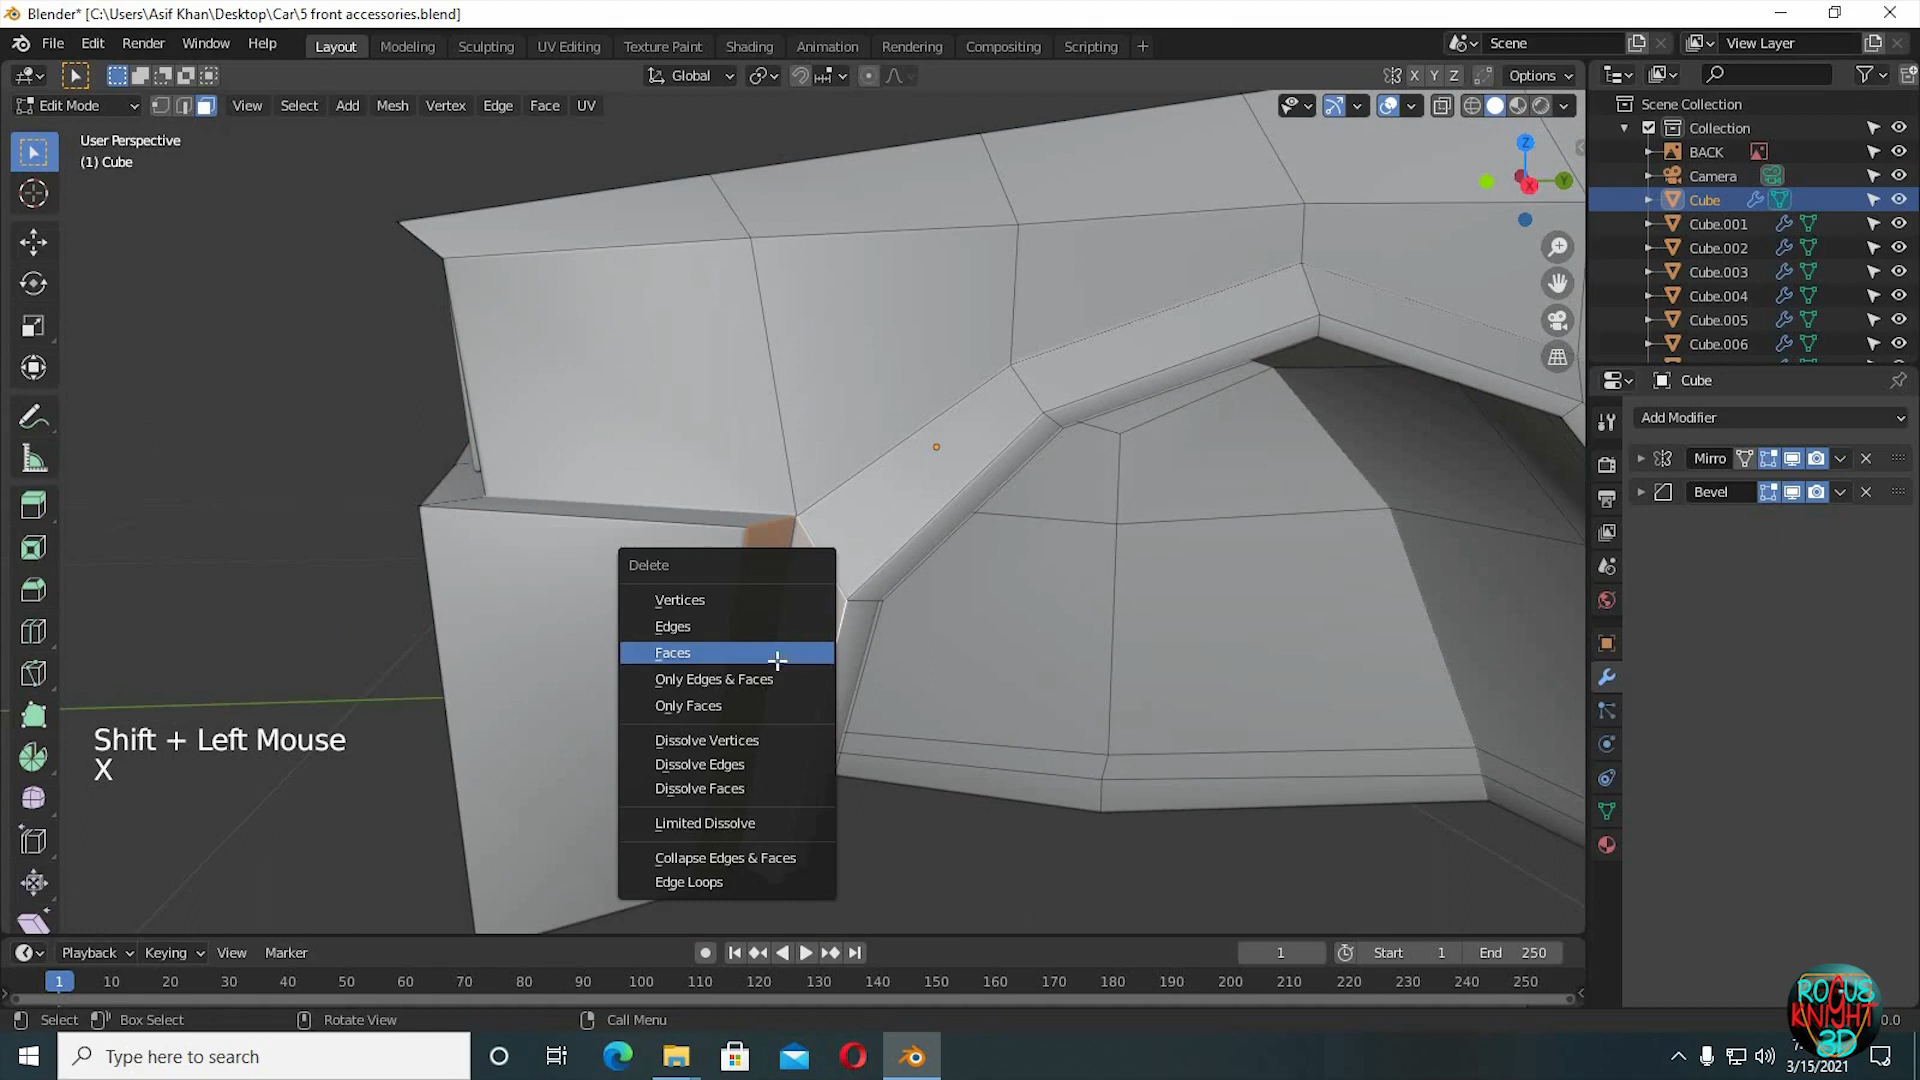 Blender* [C:\Users\Asif Khan\Desktop\Car\5 front accessories.blend]
File Edit Render Window Help Layout Modeling Sculpting UV Editing Texture Paint Shading Animation Rendering Compositing Scripting Scene View Layer
Global X Y Z Options
Edit Mode View Select Add Mesh Vertex Edge Face UV
User Perspective
(1) Cube
Z
Y
X
Scene Collection
Collection
BACK
Camera
Cube
Cube.001
Cube.002
Cube.003
Cube.004
Cube.005
Cube.006
Cube
Add Modifier
Mirro
Bevel
Delete
Vertices
Edges
Faces
Only Edges & Faces
Only Faces
Dissolve Vertices
Dissolve Edges
Dissolve Faces
Limited Dissolve
Collapse Edges & Faces
Edge Loops
Shift + Left Mouse
X
Playback Keying View Marker 1 Start 1 End 250
1 10 20 30 40 50 60 70 80 90 100 110 120 130 140 150 160 170 180 190 200 210 220 230 240 250
Select Box Select Rotate View Call Menu
ROGUE
KNIGHT
3D
Type here to search
3/15/2021